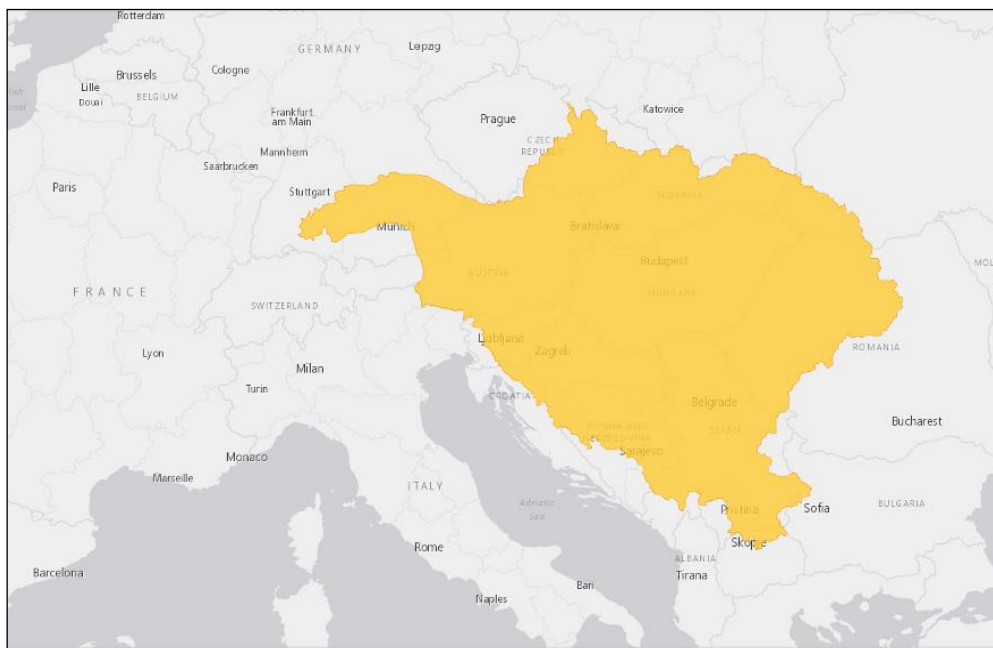 Rotterdam
GERMANY
Leipzig
Brussels
Cologne
Lille
BELGIUM
Douai
Frankfurt
am Main
Prague
Katowice
CZECH
REPUBLIC
Mannheim
Saarbrucken
Paris
Stuttgart
SLOVAKIA
Munich
Bratislava
Budapest
AUSTRIA
FRANCE
HUNGARY
SWITZERLAND
Ljubljana
Zagreb
ROMANIA
Lyon
Milan
Turin
CROATIA
Belgrade
Bucharest
BOSNIA AND
HERZEGOVINA
SERBIA
Sarajevo
Monaco
Marseille
ITALY
Adriatic
Sea
Pristina
Sofia
BULGARIA
Skopje
Rome
ALBANIA
Barcelona
Tirana
Bari
Naples